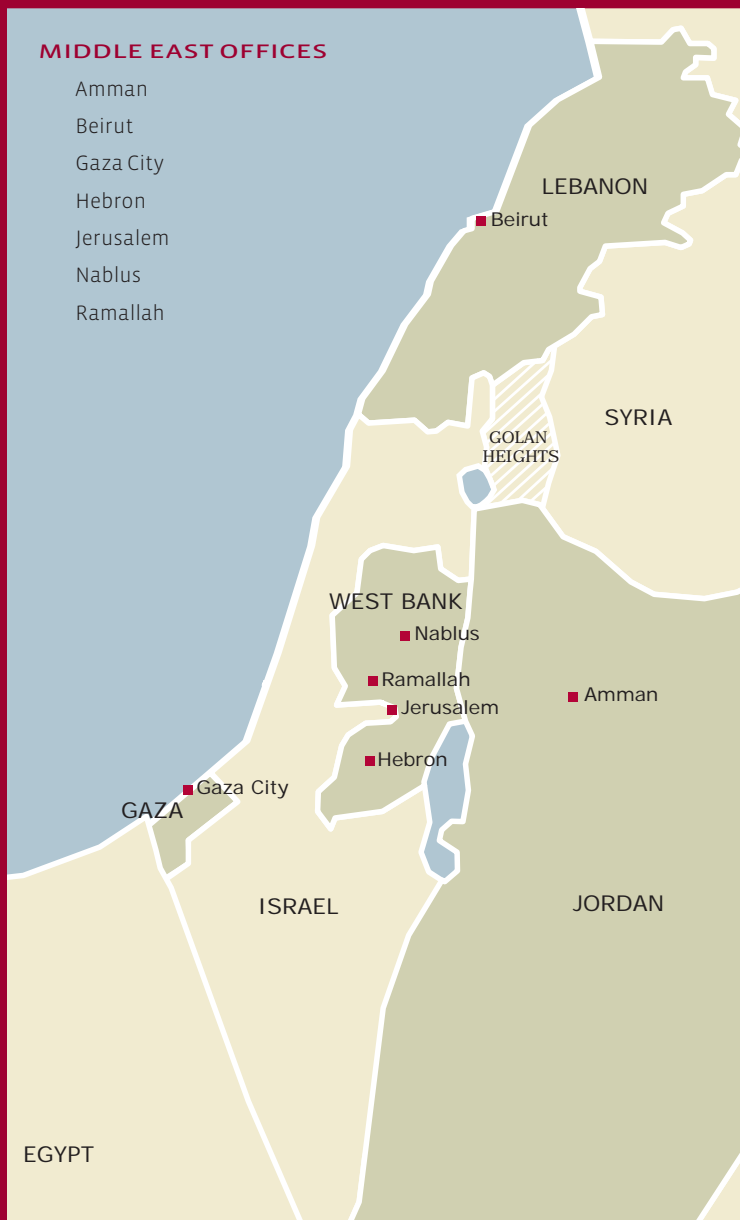 MIDDLE EAST OFFICES
Amman
Beirut
Gaza City
Hebron
Jerusalem
Nablus
Ramallah
LEBANON
Beirut
SYRIA
GOLAN
HEIGHTS
WEST BANK
Nablus
Ramallah
Amman
Jerusalem
Hebron
Gaza City
GAZA
ISRAEL
JORDAN
EGYPT